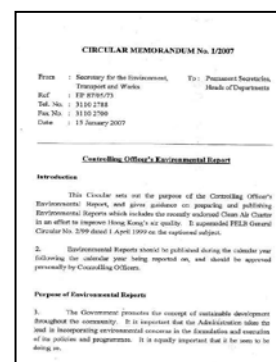 CIRCULAR MEMORANDUM No. 1/2007
From : Secretary for the Environment, To : Permanent Secretaries,
Transport and Works Heads of Departments
Ref : EP 87/05/73
Tel. No. : 3110 2788
Fax No. : 3110 2700
Date : 15 January 2007
Controlling Officer's Environmental Report
Introduction
This Circular sets out the purpose of the Controlling Officer's
Environmental Report, and gives guidance on preparing and publishing
Environmental Reports which includes the recently endorsed Clean Air Charter
in an effort to improve Hong Kong's air quality. It superseded PELB General
Circular No. 2/99 dated 1 April 1999 on the captioned subject.
2. Environmental Reports should be published during the calendar year
following the calendar year being reported on, and should be approved
personally by Controlling Officers.
Purpose of Environmental Reports
3. The Government promotes the concept of sustainable development
throughout the community. It is important that the Administration takes the
lead in incorporating environmental concerns in the formulation and execution
of its policies and programmes. It is equally important that it be seen to be
doing so.